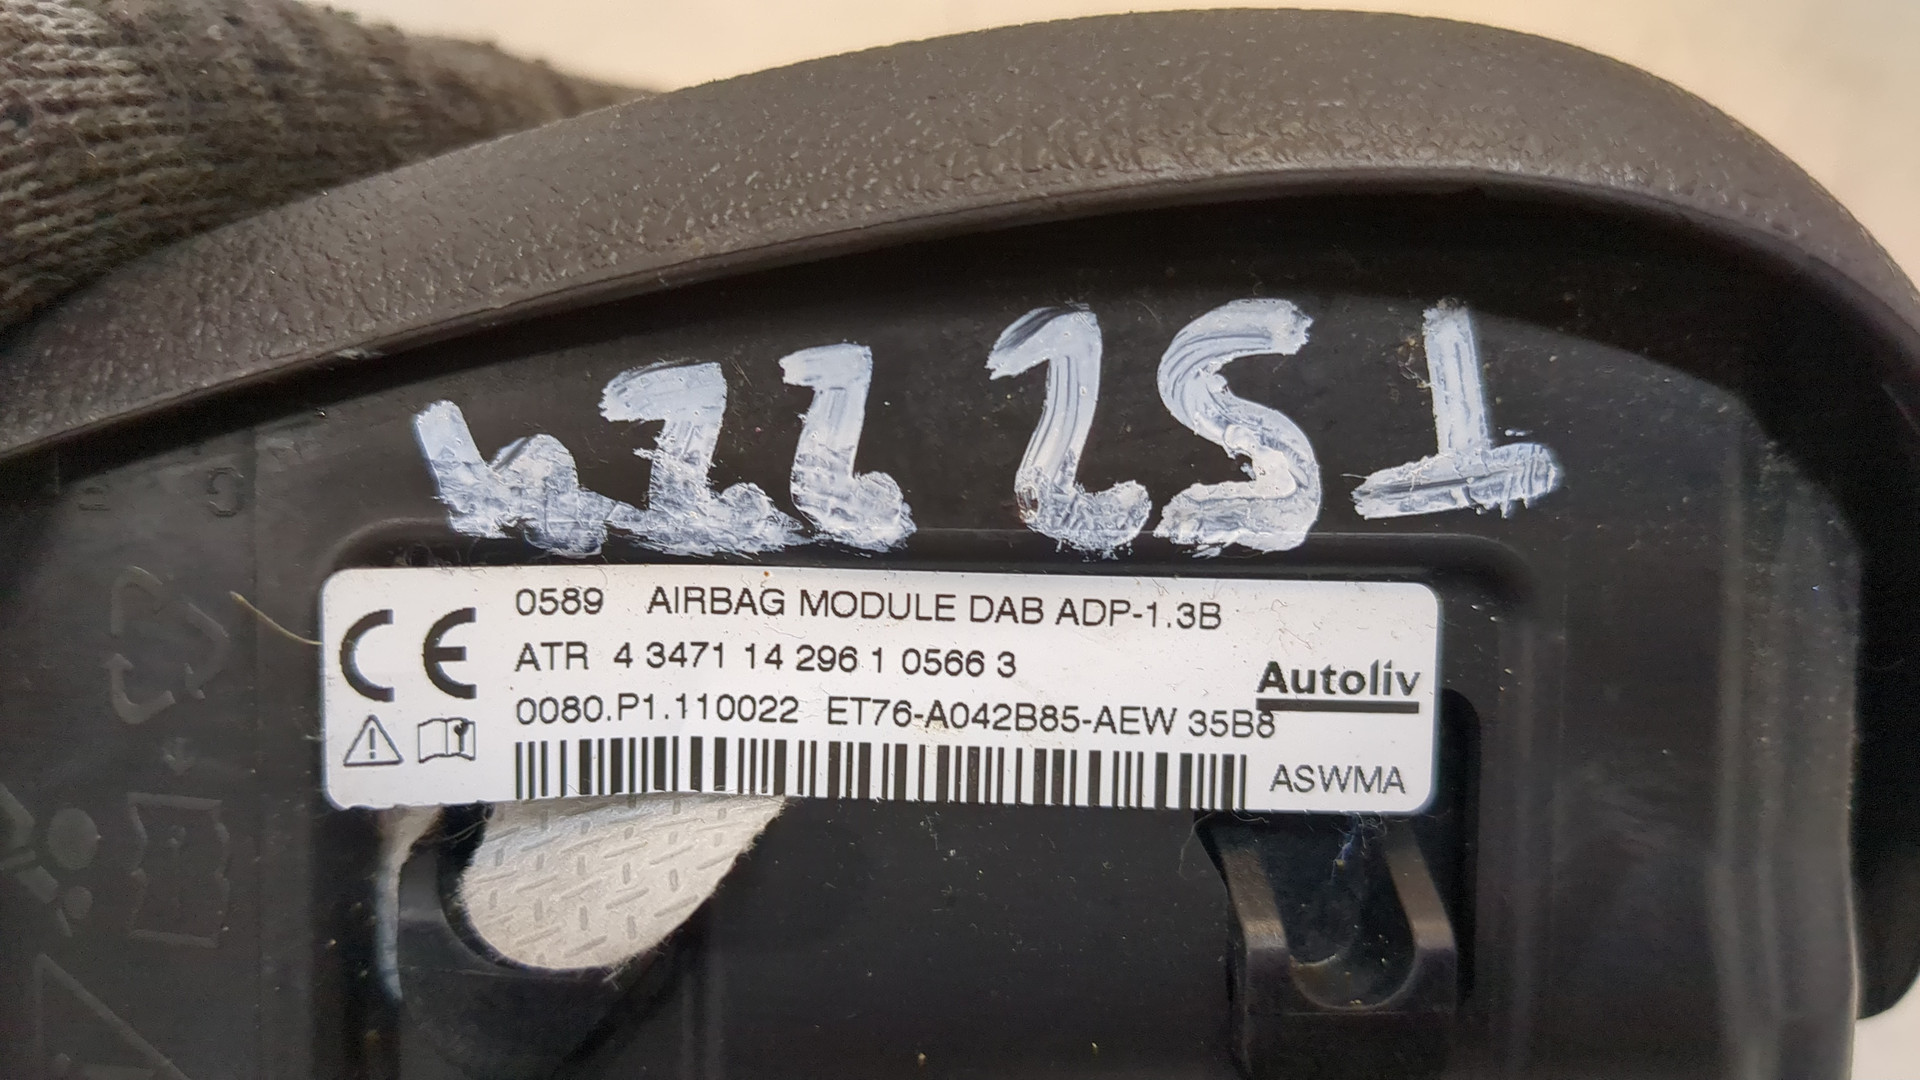 0589 AIRBAG MODULE DAB ADP-1.3B
ATR 4 3471 14 296 1 0566 3
Autoliv
0080.P1.110022 ET76-A042B85-AEW 35B8
ASWMA